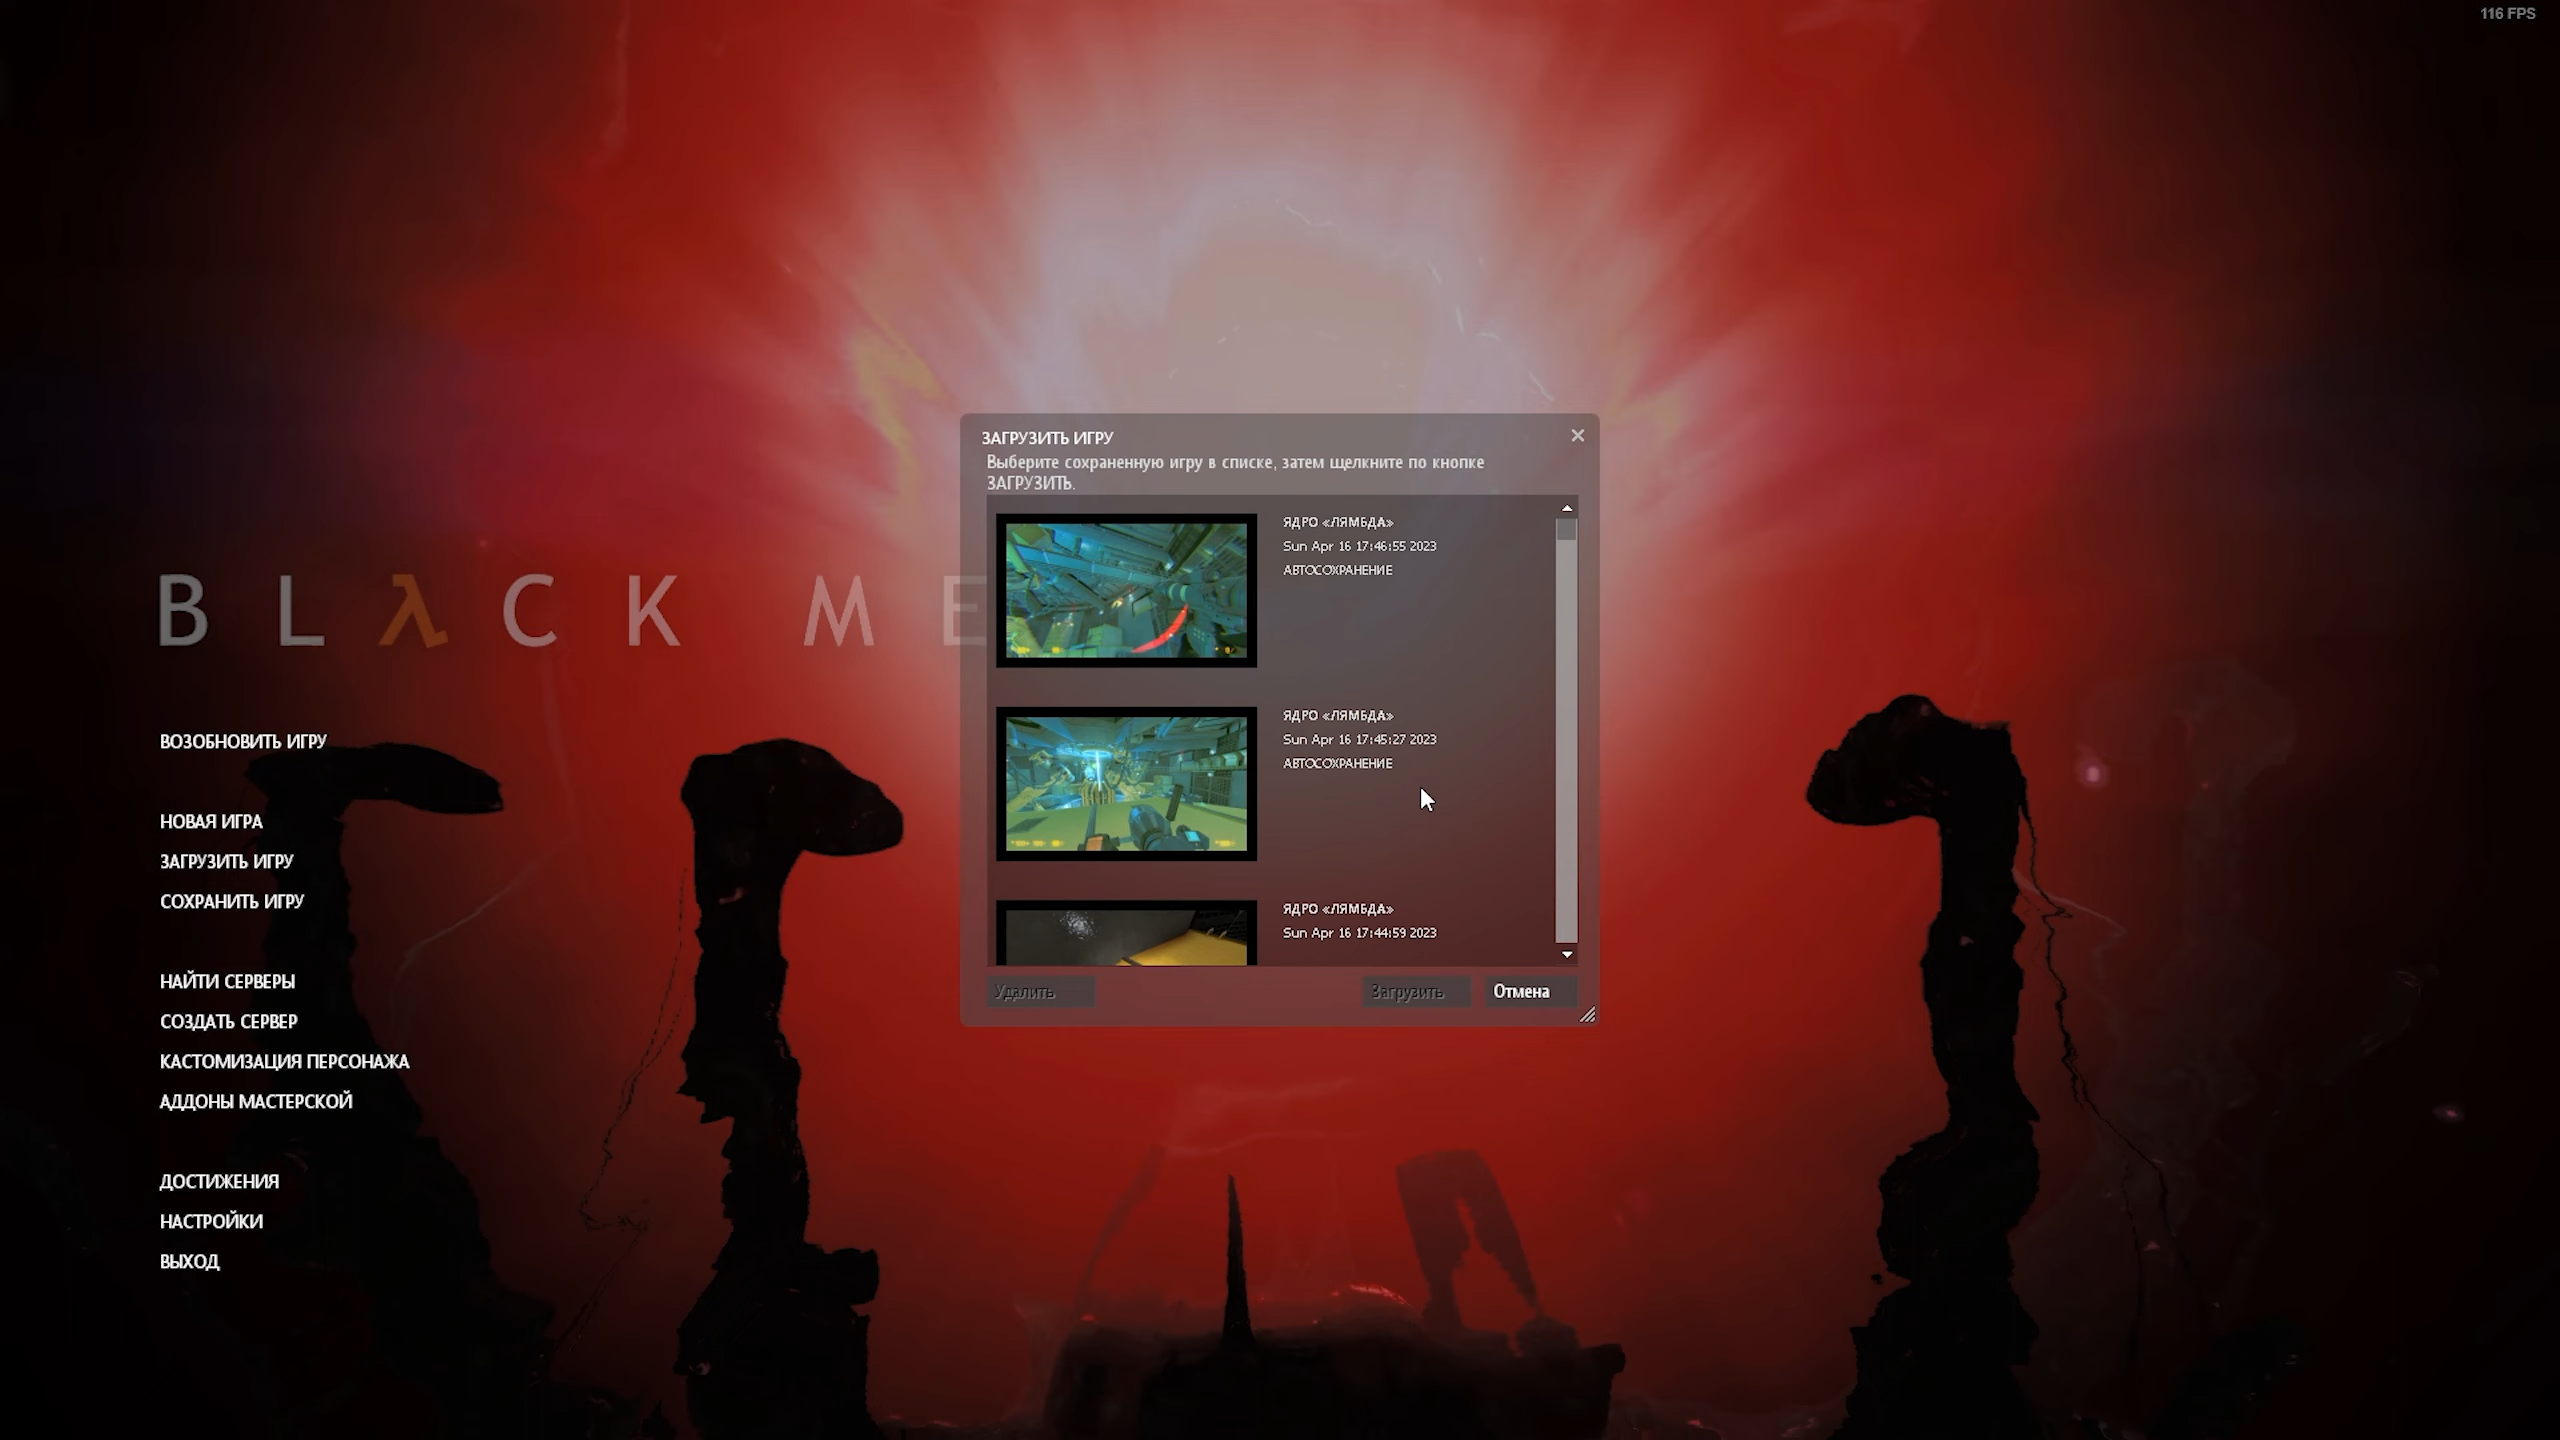 116 FPS
ЗАГРУЗИТЬ ИГРУ
Выберите сохраненную игру в списке, затем щелкните по кнопке
ЗАГРУЗИТЬ.
ЯДРО «ЛЯМБДА»
Sun Apr 16 17:46:55 2023
АВТОСОХРАНЕНИЕ
ЯДРО «ЛЯМБДА»
Sun Apr 16 17:45:27 2023
АВТОСОХРАНЕНИЕ
ЯДРО «ЛЯМБДА»
Sun Apr 16 17:44:59 2023
Удалить
Загрузить
Отмена
BLλCK ME
ВОЗОБНОВИТЬ ИГРУ
НОВАЯ ИГРА
ЗАГРУЗИТЬ ИГРУ
СОХРАНИТЬ ИГРУ
НАЙТИ СЕРВЕРЫ
СОЗДАТЬ СЕРВЕР
КАСТОМИЗАЦИЯ ПЕРСОНАЖА
АДДОНЫ МАСТЕРСКОЙ
ДОСТИЖЕНИЯ
НАСТРОЙКИ
ВЫХОД